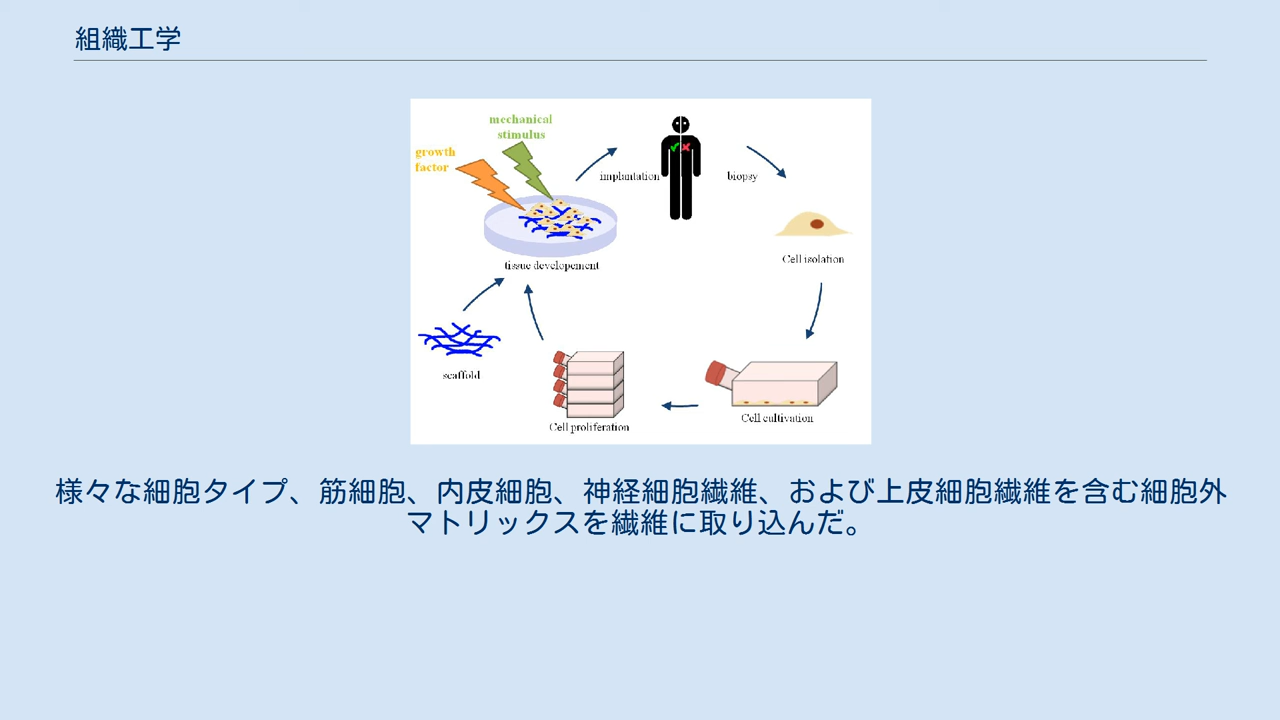 組織工学
mechanical
stimulus
growth
factor
implantation
biopsy
tissue developement
Cell isolation
scaffold
Cell proliferation
Cell cultivation
様々な細胞タイプ、筋細胞、内皮細胞、神経細胞繊維、および上皮細胞繊維を含む細胞外
マトリックスを繊維に取り込んだ。